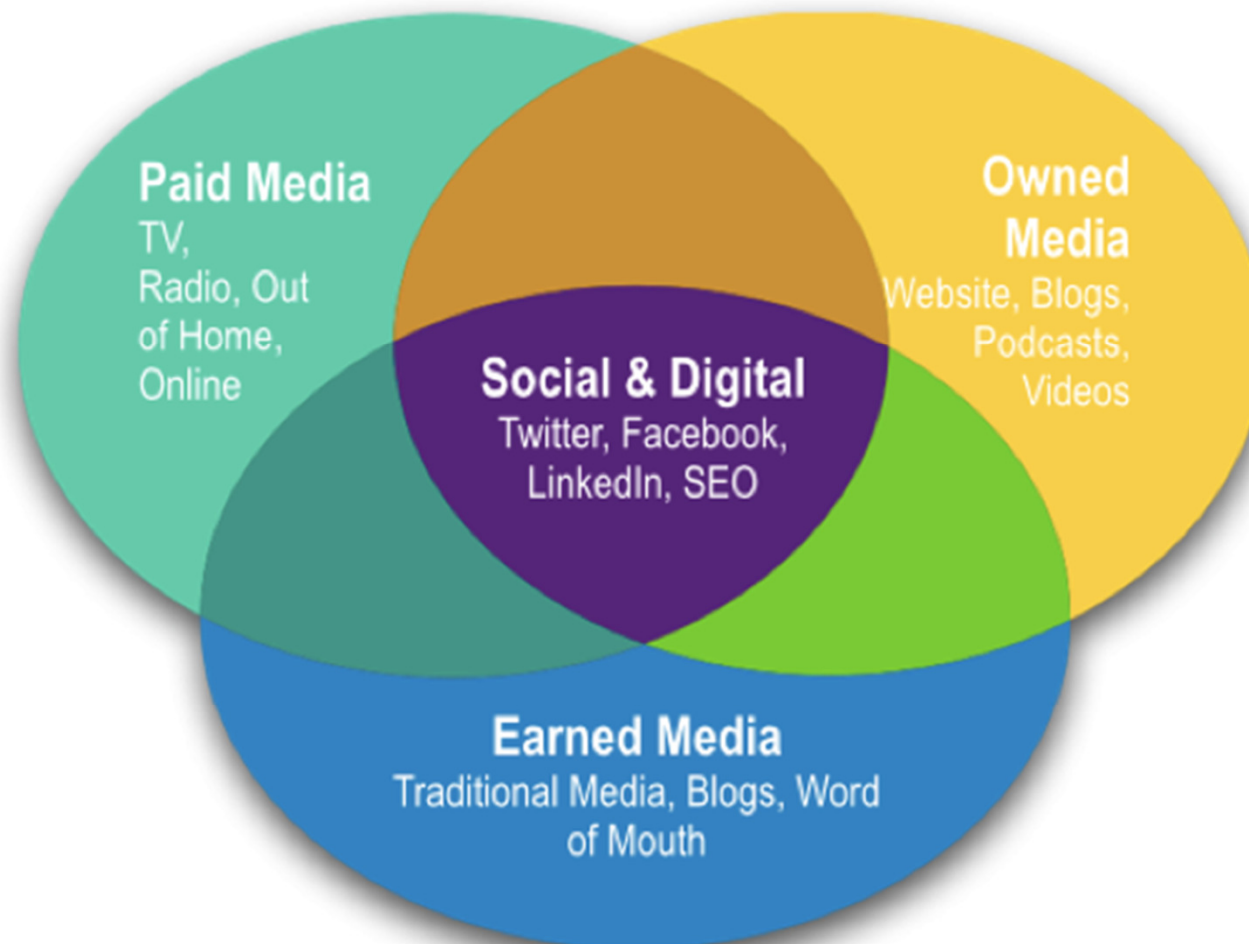 Paid Media
TV,
Radio, Out
of Home,
Online
Owned
Media
Website, Blogs,
Podcasts,
Videos
Social & Digital
Twitter, Facebook,
LinkedIn, SEO
Earned Media
Traditional Media, Blogs, Word
of Mouth